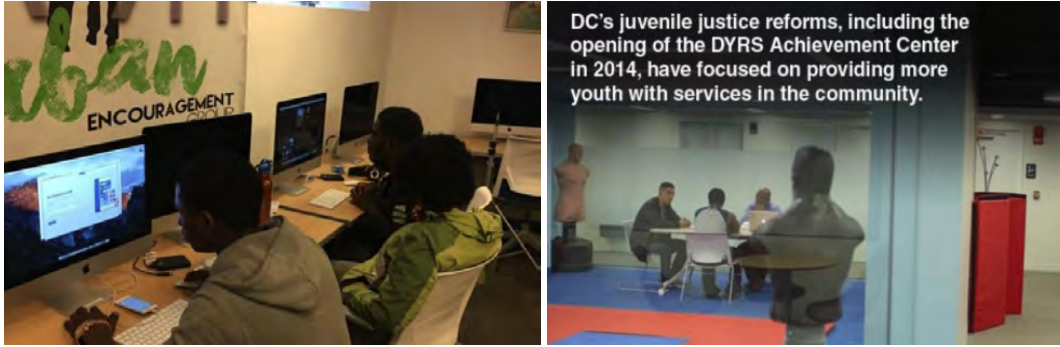 ENCOURAGEMENT
GROUP
DC's juvenile justice reforms, including the
opening of the DYRS Achievement Center
in 2014, have focused on providing more
youth with services in the community.